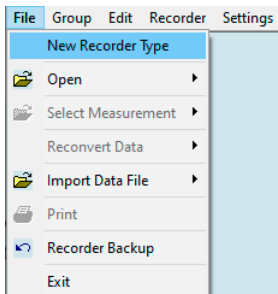 File Group Edit Recorder Settings
New Recorder Type
Open
Select Measurement
Reconvert Data
Import Data File
Print
Recorder Backup
Exit